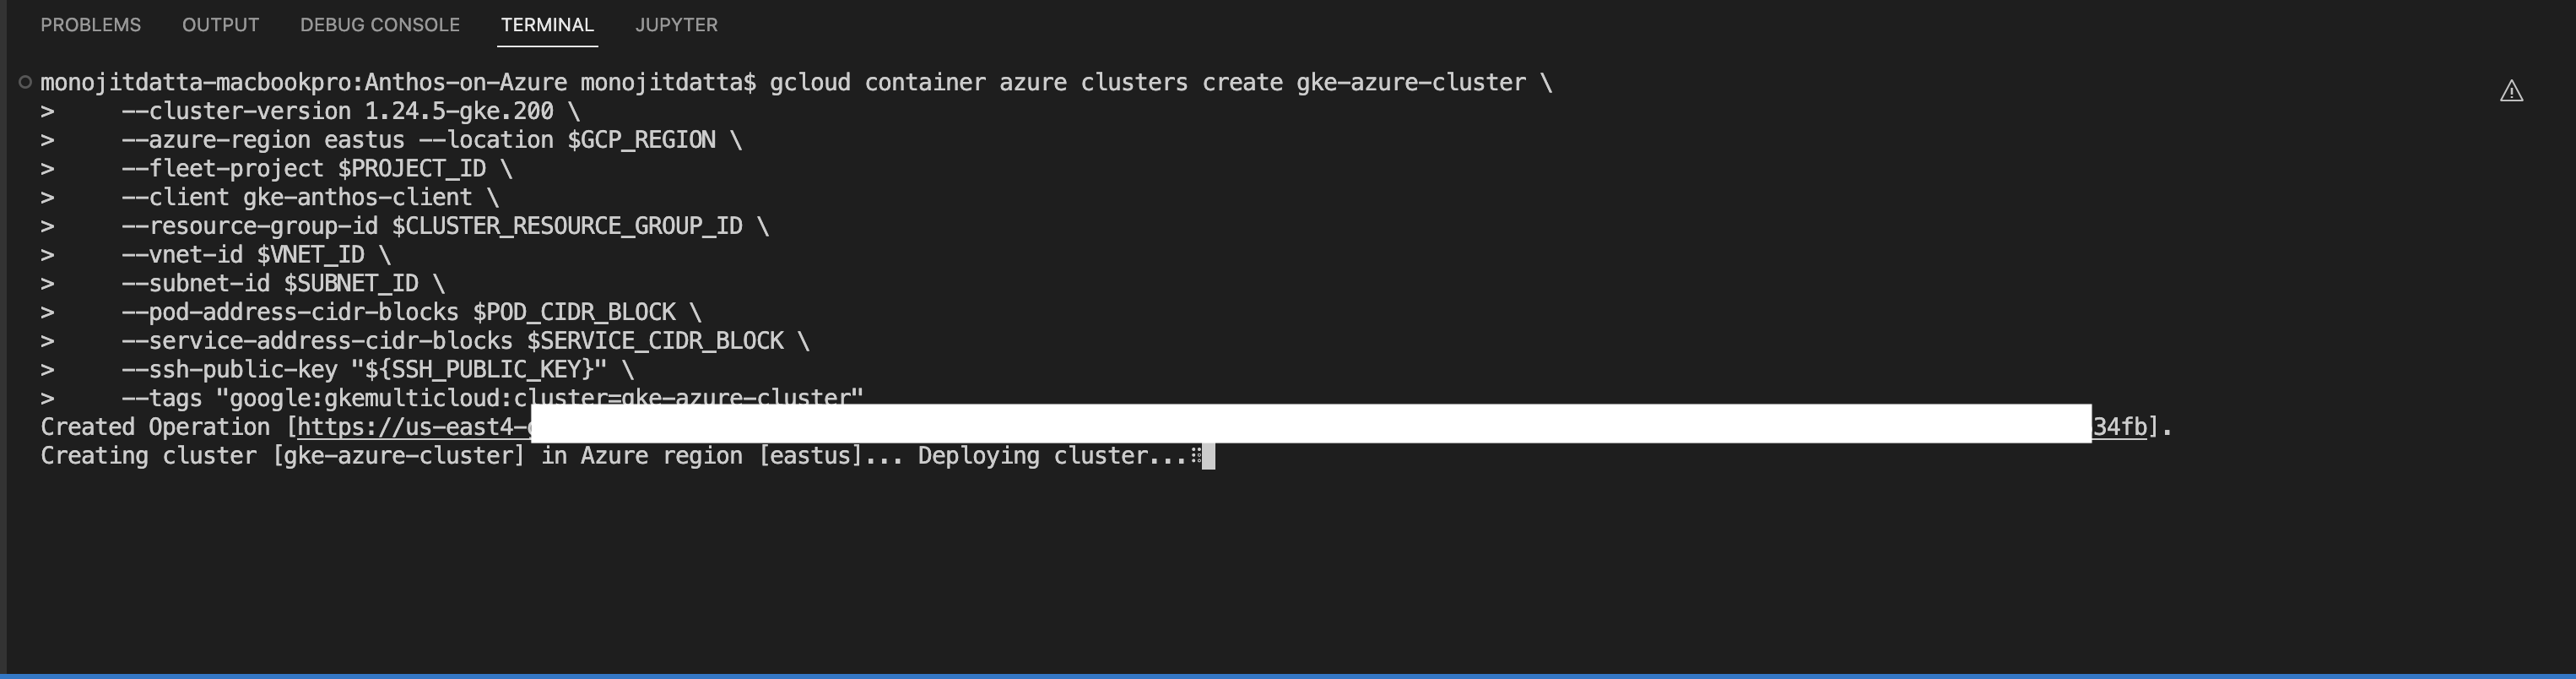 PROBLEMS OUTPUT DEBUG CONSOLE TERMINAL JUPYTER
monojitdatta-macbookpro:Anthos-on-Azure monojitdatta$ gcloud container azure clusters create gke-azure-cluster \
> --cluster-version 1.24.5-gke.200 \
> --azure-region eastus --location $GCP_REGION \
> --fleet-project $PROJECT_ID \
> --client gke-anthos-client \
> --resource-group-id $CLUSTER_RESOURCE_GROUP_ID \
> --vnet-id $VNET_ID \
> --subnet-id $SUBNET_ID \
> --pod-address-cidr-blocks $POD_CIDR_BLOCK \
> --service-address-cidr-blocks $SERVICE_CIDR_BLOCK \
> --ssh-public-key "${SSH_PUBLIC_KEY}" \
> --tags "google:gkemulticloud:cluster=gke-azure-cluster"
Created Operation [https://us-east4- 34fb].
Creating cluster [gke-azure-cluster] in Azure region [eastus]... Deploying cluster...